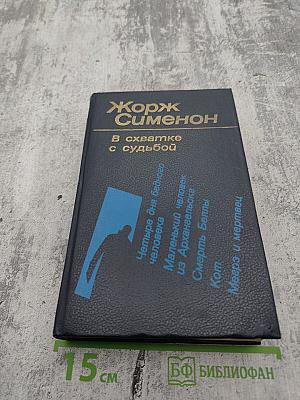 Жорж
Сименон
В схватке
с судьбой
Четыре дня бедного
человека
Маленький человек
из Архангельска
Смерть Беллы
Кот
Мегрэ и мертвец
15 см
БФ БИБЛИОФАН